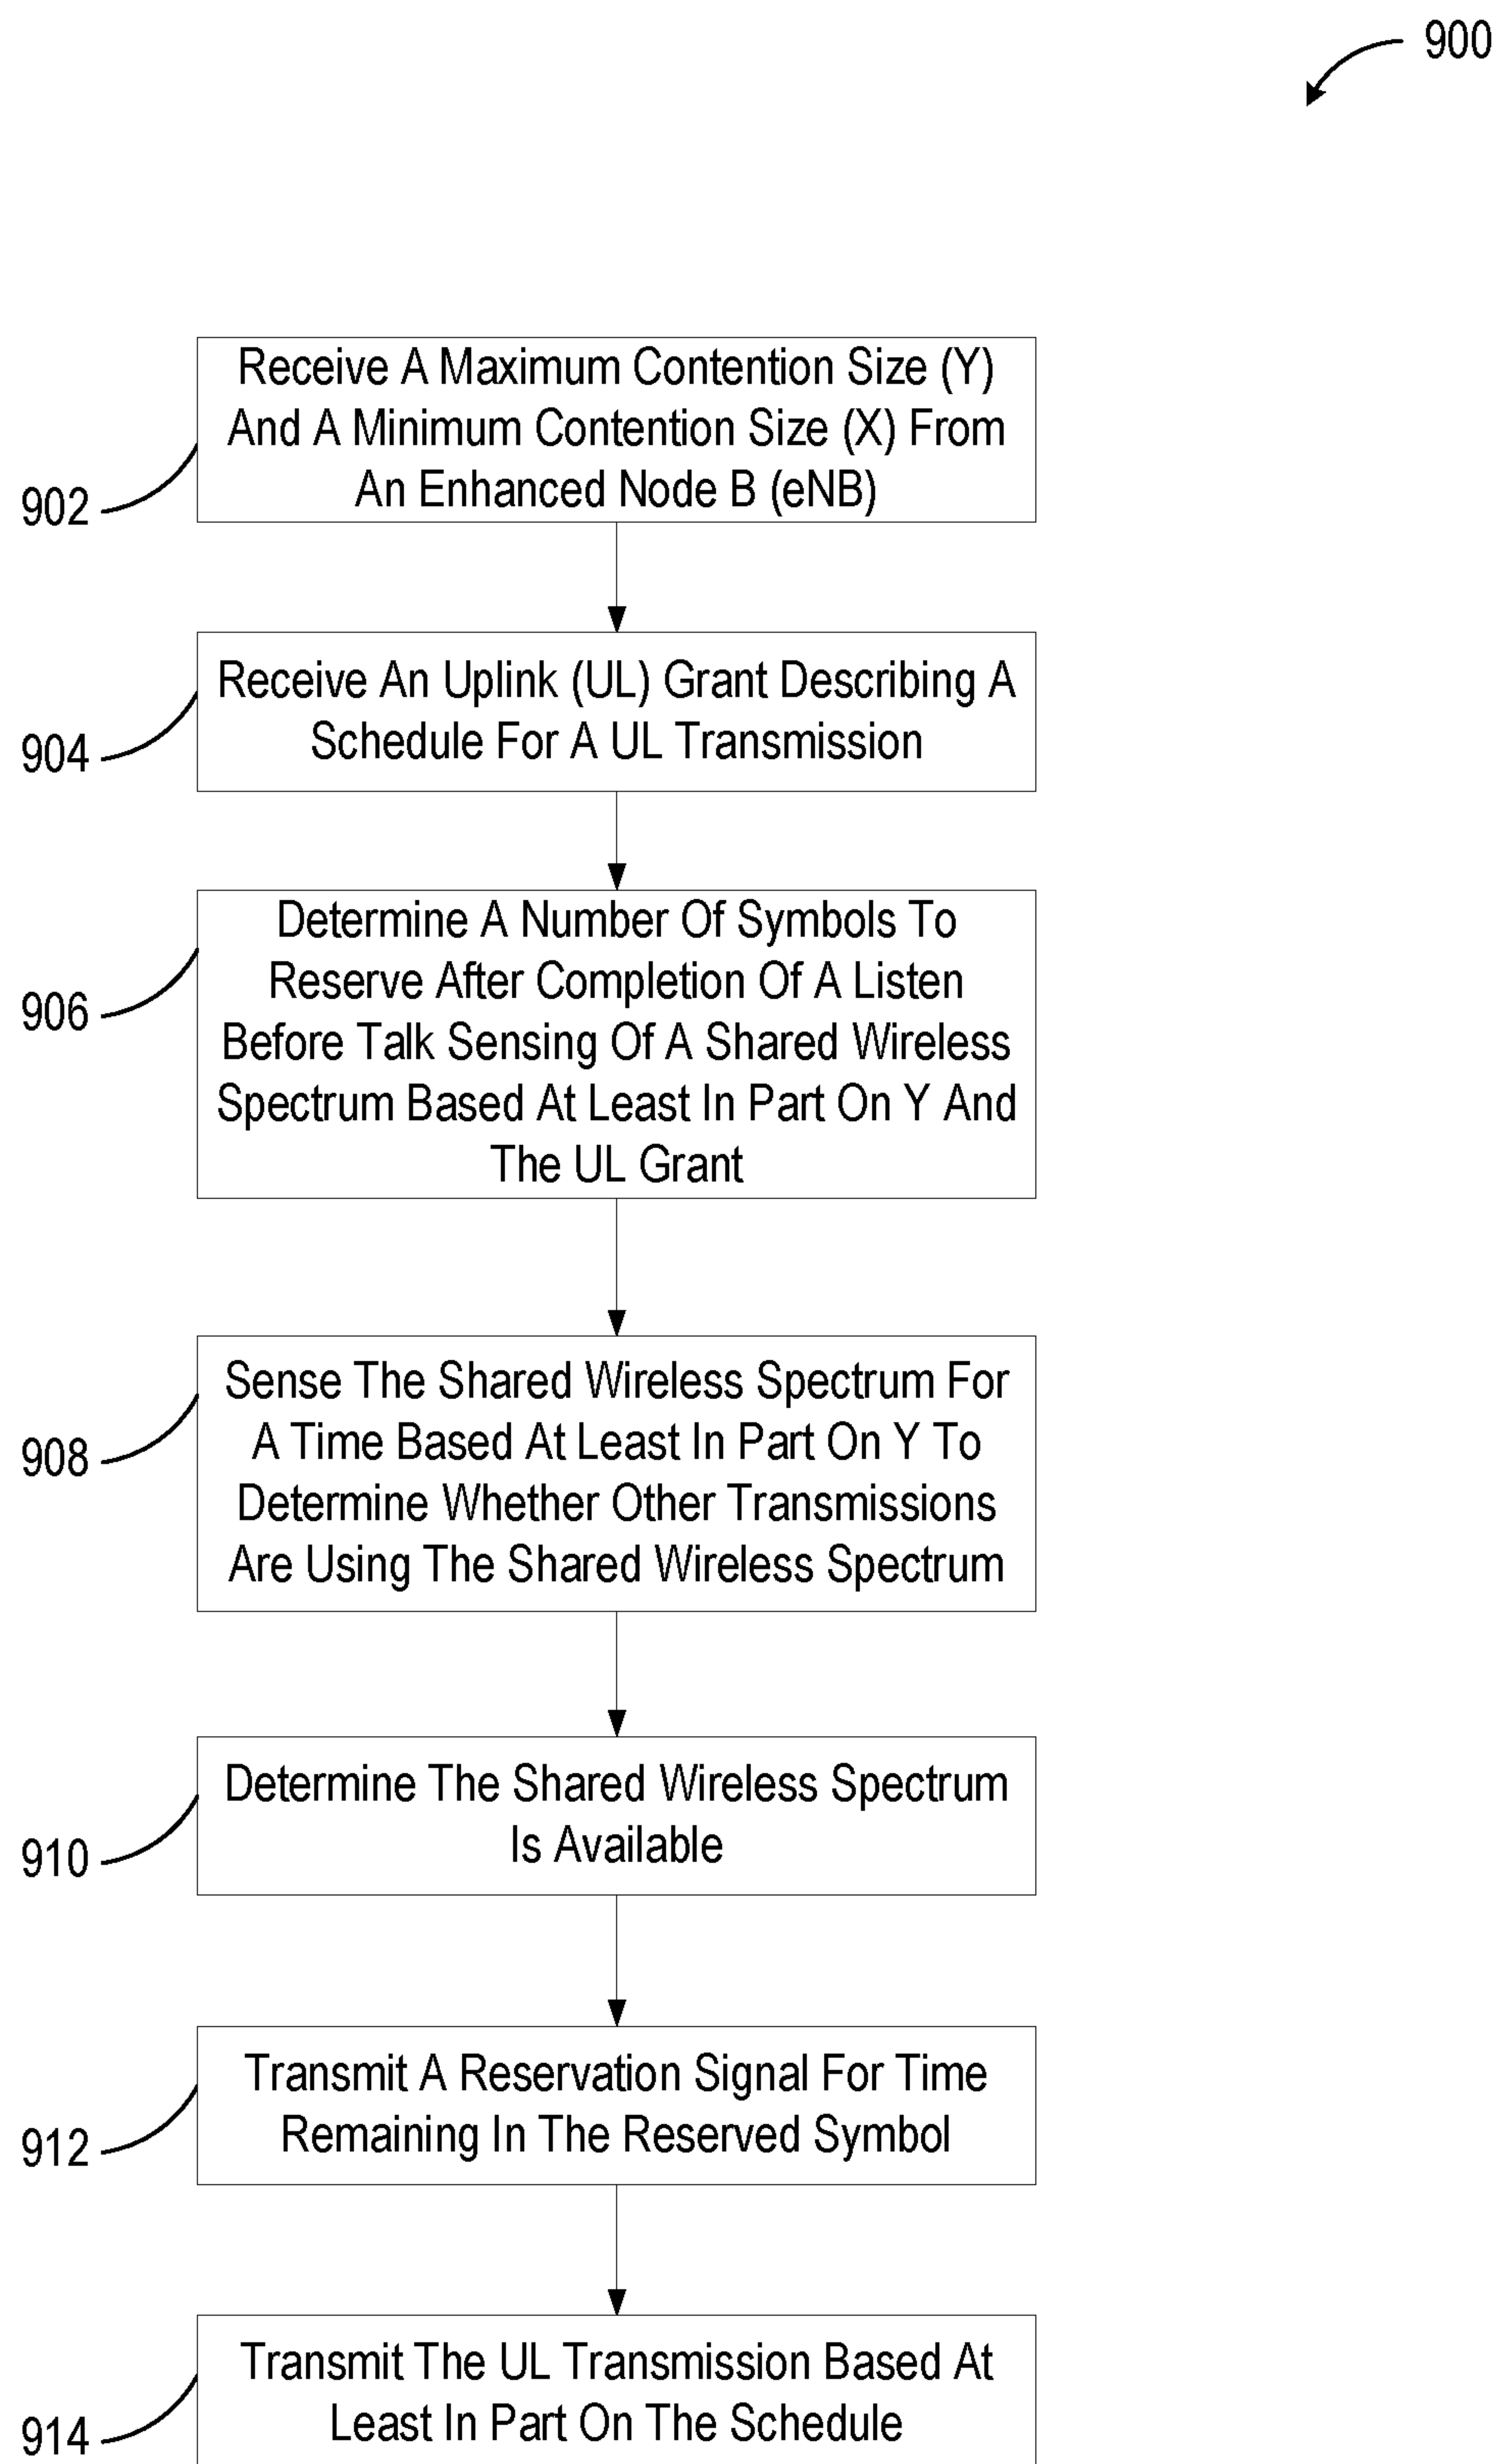 900
Receive A Maximum Contention Size (Y)
And A Minimum Contention Size (X) From
An Enhanced Node B (eNB)
902
Receive An Uplink (UL) Grant Describing A
Schedule For A UL Transmission
904
Determine A Number Of Symbols To
Reserve After Completion Of A Listen
Before Talk Sensing Of A Shared Wireless
Spectrum Based At Least In Part On Y And
The UL Grant
906
Sense The Shared Wireless Spectrum For
A Time Based At Least In Part On Y To
Determine Whether Other Transmissions
Are Using The Shared Wireless Spectrum
908
Determine The Shared Wireless Spectrum
Is Available
910
Transmit A Reservation Signal For Time
Remaining In The Reserved Symbol
912
Transmit The UL Transmission Based At
Least In Part On The Schedule
914